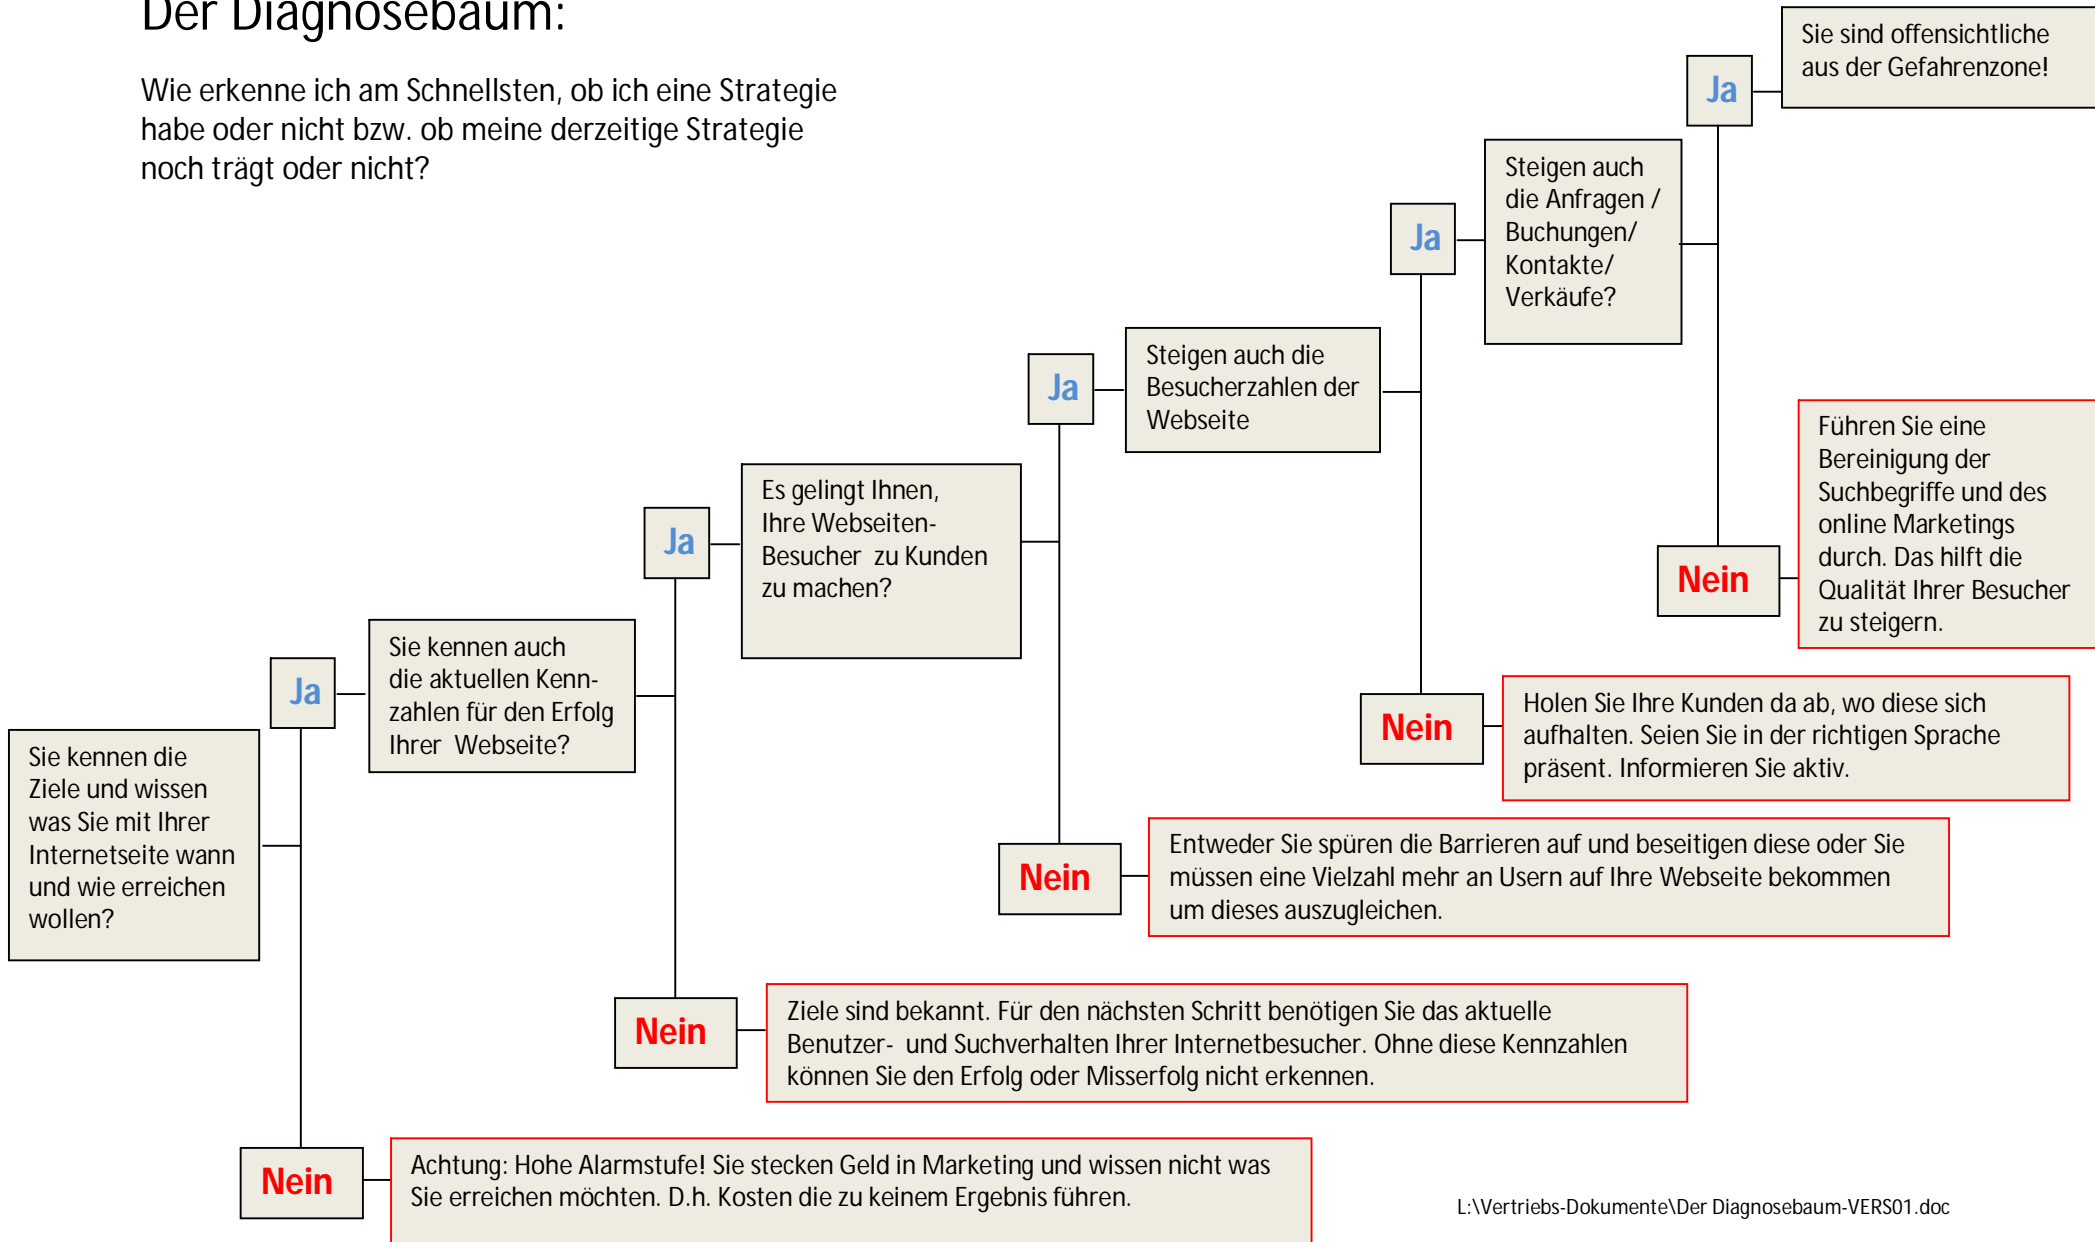 Der Diagnosebaum:
Wie erkenne ich am Schnellsten, ob ich eine Strategie
habe oder nicht bzw. ob meine derzeitige Strategie
noch trägt oder nicht?
Sie kennen die
Ziele und wissen
was Sie mit Ihrer
Internetseite wann
und wie erreichen
wollen?
Ja
Sie kennen auch
die aktuellen Kenn-
zahlen für den Erfolg
Ihrer Webseite?
Ja
Es gelingt Ihnen,
Ihre Webseiten-
Besucher zu Kunden
zu machen?
Ja
Steigen auch die
Besucherzahlen der
Webseite
Ja
Steigen auch
die Anfragen /
Buchungen/
Kontakte/
Verkäufe?
Ja
Sie sind offensichtliche
aus der Gefahrenzone!
Nein
Führen Sie eine
Bereinigung der
Suchbegriffe und des
online Marketings
durch. Das hilft die
Qualität Ihrer Besucher
zu steigern.
Nein
Holen Sie Ihre Kunden da ab, wo diese sich
aufhalten. Seien Sie in der richtigen Sprache
präsent. Informieren Sie aktiv.
Nein
Entweder Sie spüren die Barrieren auf und beseitigen diese oder Sie
müssen eine Vielzahl mehr an Usern auf Ihre Webseite bekommen
um dieses auszugleichen.
Nein
Ziele sind bekannt. Für den nächsten Schritt benötigen Sie das aktuelle
Benutzer- und Suchverhalten Ihrer Internetbesucher. Ohne diese Kennzahlen
können Sie den Erfolg oder Misserfolg nicht erkennen.
Nein
Achtung: Hohe Alarmstufe! Sie stecken Geld in Marketing und wissen nicht was
Sie erreichen möchten. D.h. Kosten die zu keinem Ergebnis führen.
L:\Vertriebs-Dokumente\Der Diagnosebaum-VERS01.doc